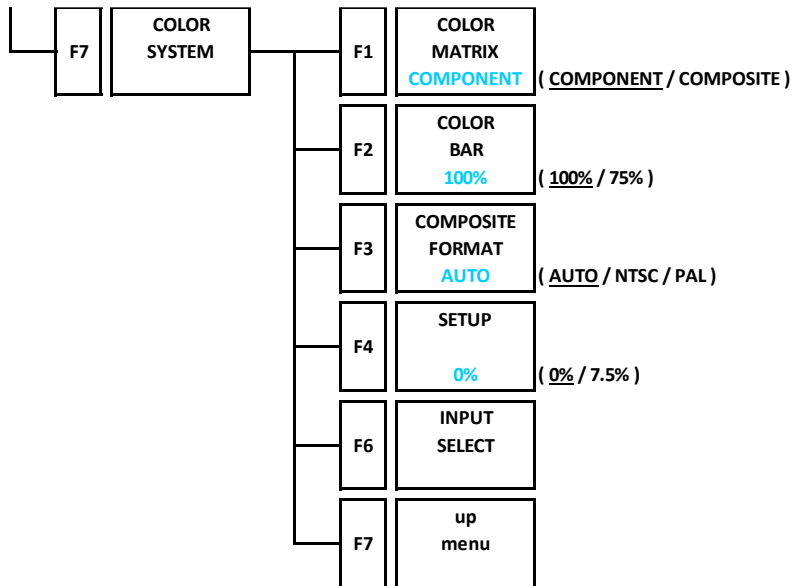 F7
COLOR
SYSTEM
F1
COLOR
MATRIX
COMPONENT
( COMPONENT / COMPOSITE )
F2
COLOR
BAR
100%
( 100% / 75% )
F3
COMPOSITE
FORMAT
AUTO
( AUTO / NTSC / PAL )
F4
SETUP
0%
( 0% / 7.5% )
F6
INPUT
SELECT
F7
up
menu